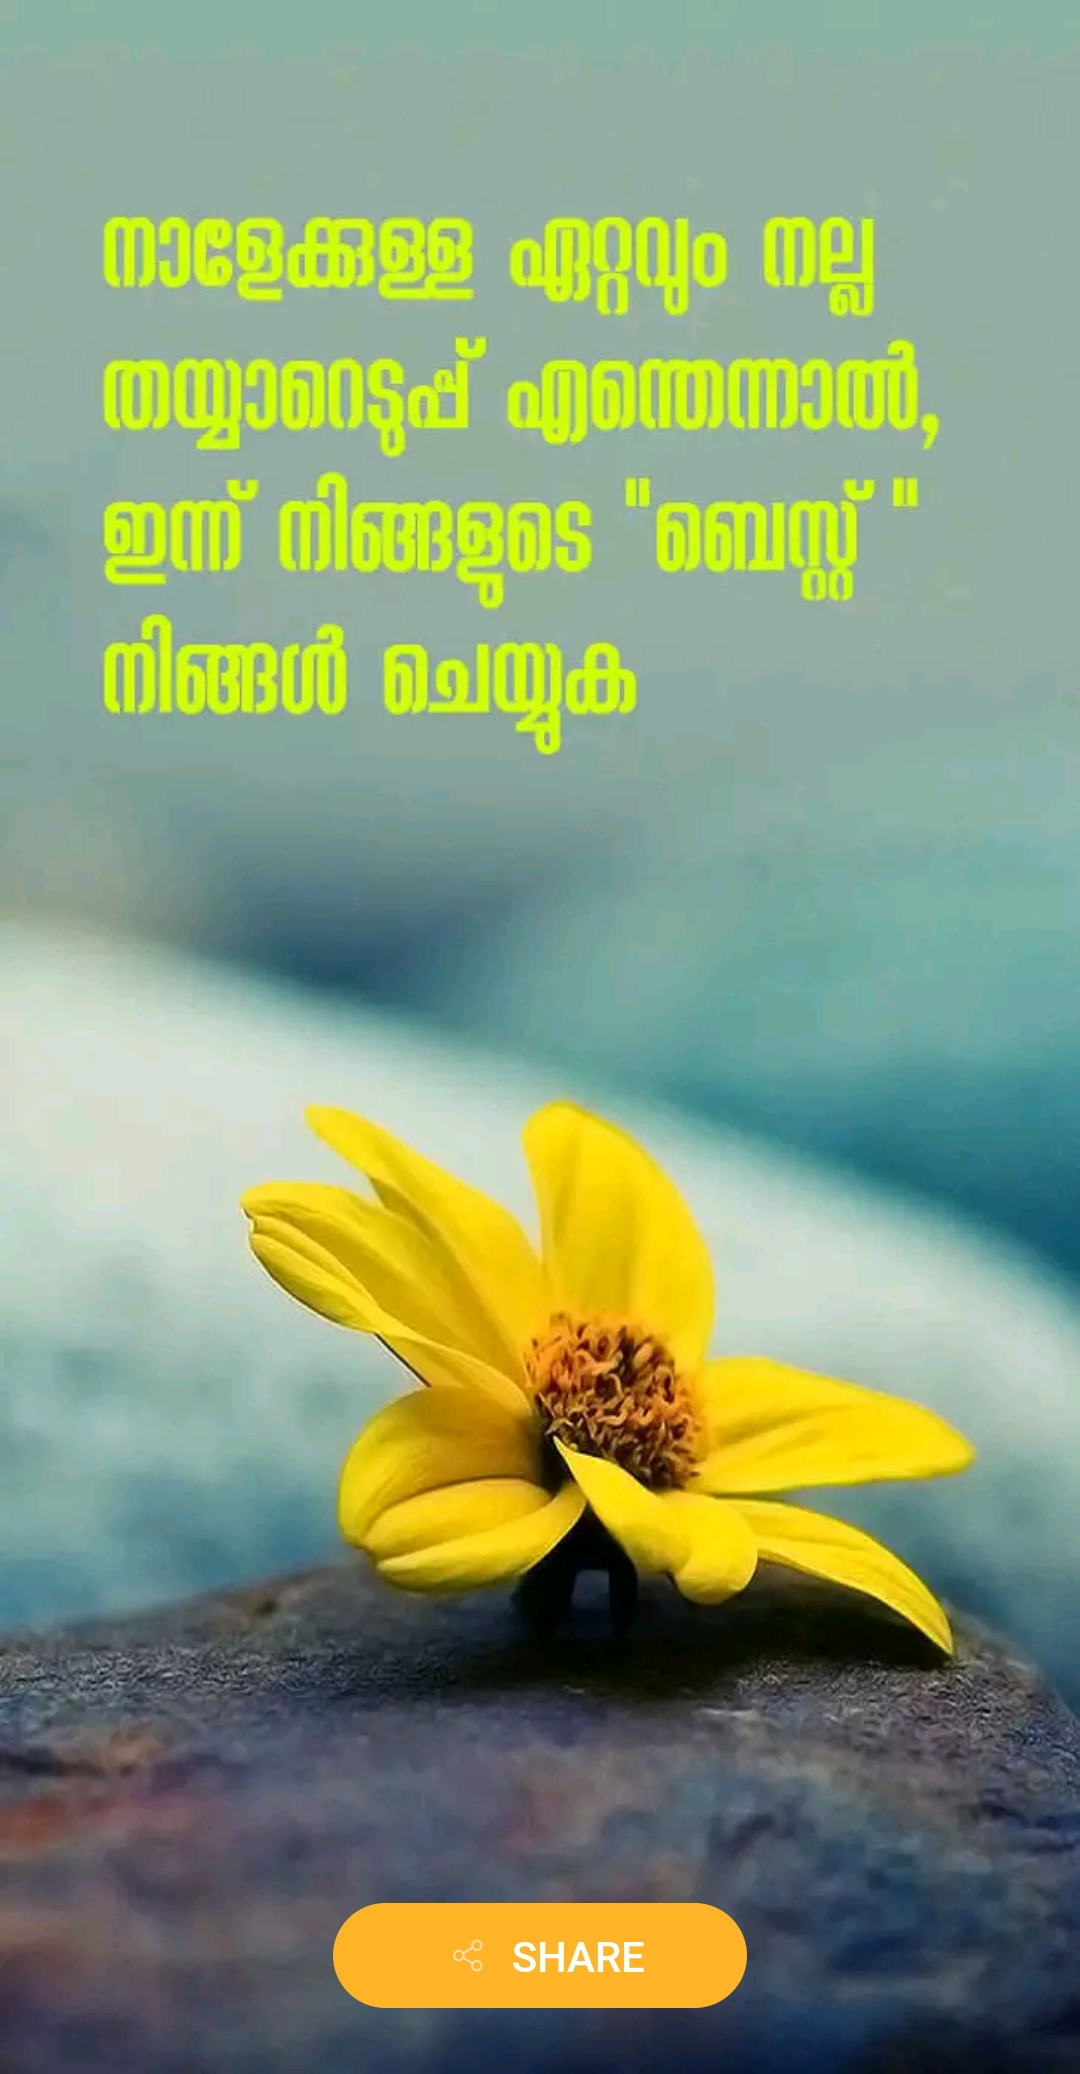 നാളേക്കുള്ള ഏറ്റവും നല്ല
തയ്യാറെടുപ്പ് എന്തെന്നാൽ,
ഇന്ന് നിങ്ങളുടെ "ബെസ്റ്റ് "
നിങ്ങൾ ചെയ്യുക
SHARE